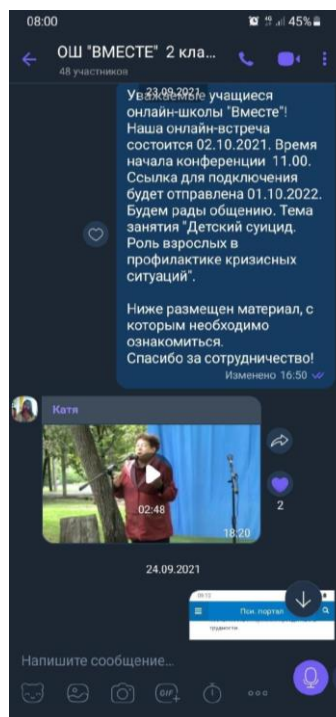 08:00
45%
ОШ "ВМЕСТЕ" 2 кла...
48 участников
23.09.2021
Уважаемые учащиеся
онлайн-школы "Вместе"!
Наша онлайн-встреча
состоится 02.10.2021. Время
начала конференции 11.00.
Ссылка для подключения
будет отправлена 01.10.2022.
Будем рады общению. Тема
занятия "Детский суицид.
Роль взрослых в
профилактике кризисных
ситуаций".
Ниже размещен материал, с
которым необходимо
ознакомиться.
Спасибо за сотрудничество!
Изменено 16:50
Катя
02:48
18:20
2
24.09.2021
Пси. портал
Напишите сообщение...
GIF